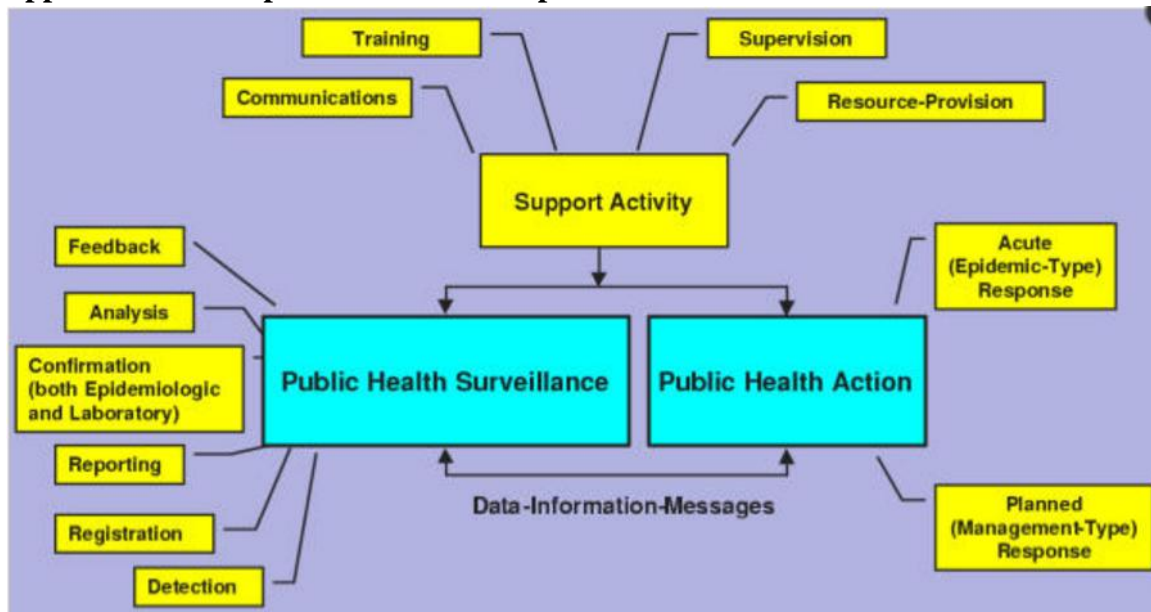 Training
Supervision
Communications
Resource-Provision
Support Activity
Feedback
Acute
(Epidemic-Type)
Response
Analysis
Confirmation
(both Epidemiologic
and Laboratory)
Public Health Surveillance
Public Health Action
Reporting
Data-Information-Messages
Registration
Planned
(Management-Type)
Response
Detection